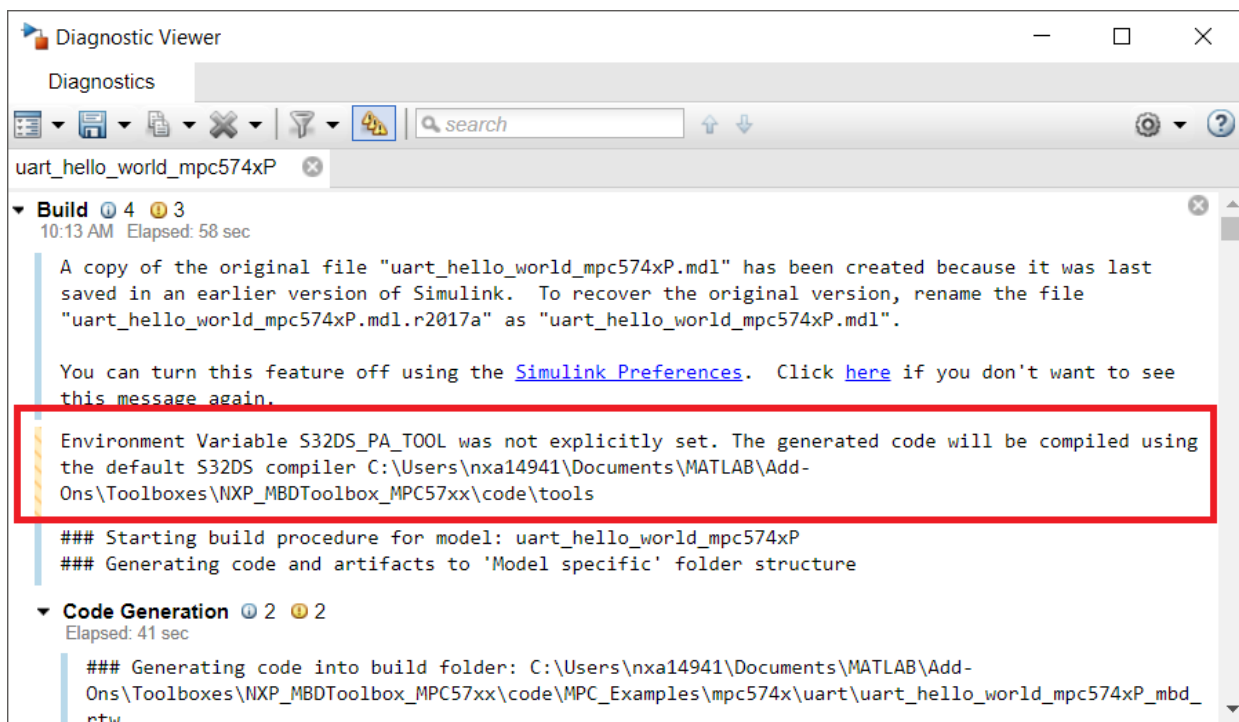 Diagnostic Viewer
Diagnostics
search
uart_hello_world_mpc574xP
Build 4 3
10:13 AM Elapsed: 58 sec
A copy of the original file "uart_hello_world_mpc574xP.mdl" has been created because it was last
saved in an earlier version of Simulink. To recover the original version, rename the file
"uart_hello_world_mpc574xP.mdl.r2017a" as "uart_hello_world_mpc574xP.mdl".
You can turn this feature off using the Simulink Preferences. Click here if you don't want to see
this message again.
Environment Variable S32DS_PA_TOOL was not explicitly set. The generated code will be compiled using
the default S32DS compiler C:\Users\nxa14941\Documents\MATLAB\Add-
Ons\Toolboxes\NXP_MBDToolbox_MPC57xx\code\tools
### Starting build procedure for model: uart_hello_world_mpc574xP
### Generating code and artifacts to 'Model specific' folder structure
Code Generation 2 2
Elapsed: 41 sec
### Generating code into build folder: C:\Users\nxa14941\Documents\MATLAB\Add-
Ons\Toolboxes\NXP_MBDToolbox_MPC57xx\code\MPC_Examples\mpc574x\uart\uart_hello_world_mpc574xP_mbd_
rtw